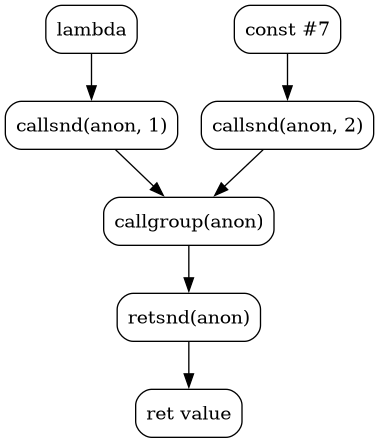 lambda
const #7
callsnd(anon, 1)
callsnd(anon, 2)
callgroup(anon)
retsnd(anon)
ret value